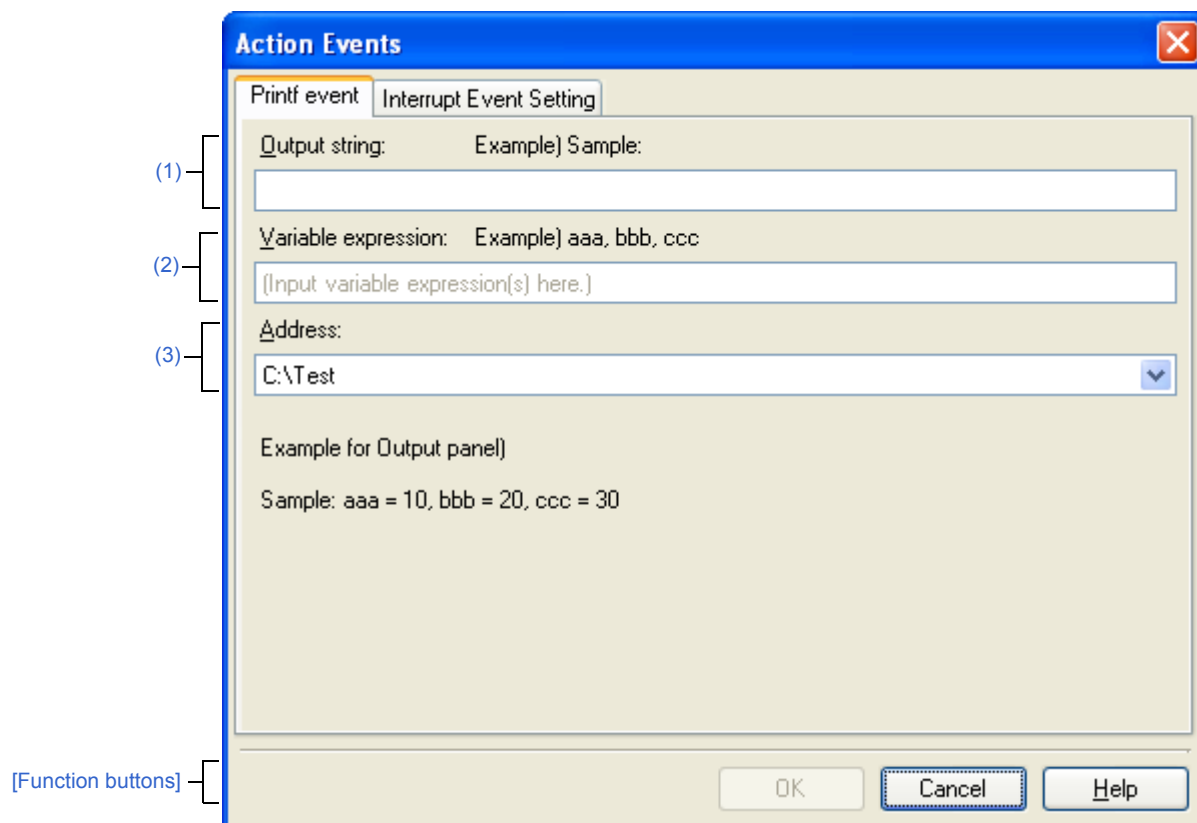 Action Events
Printf event Interrupt Event Setting
(1)
Output string: Example) Sample:
(2)
Variable expression: Example) aaa, bbb, ccc
(Input variable expression(s) here.)
(3)
Address:
C:\Test
Example for Output panel)
Sample: aaa = 10, bbb = 20, ccc = 30
[Function buttons]
OK Cancel Help